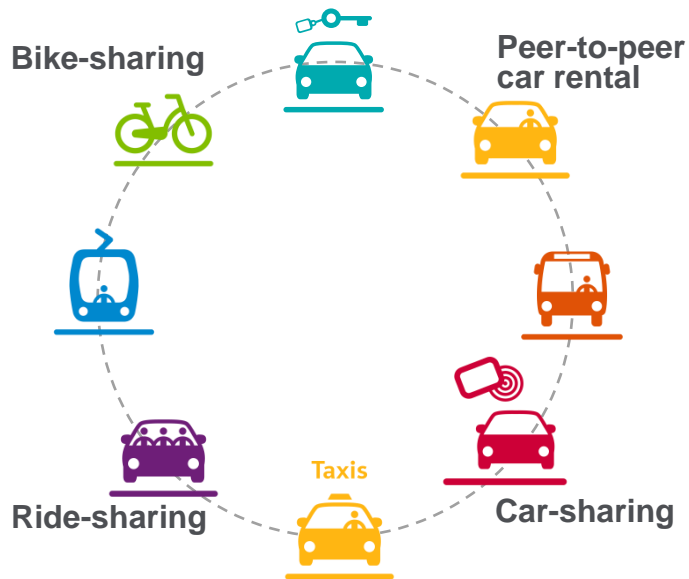 Bike-sharing
Peer-to-peer
car rental
Taxis
Ride-sharing
Car-sharing